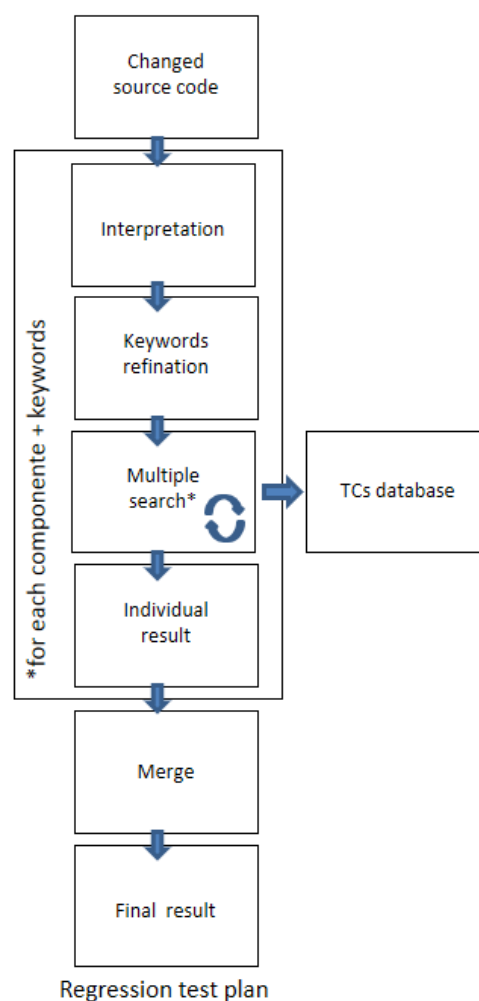 Changed
source code
Interpretation
Keywords
refination
Multiple
search*
TCs database
Individual
result
*for each componente + keywords
Merge
Final result
Regression test plan